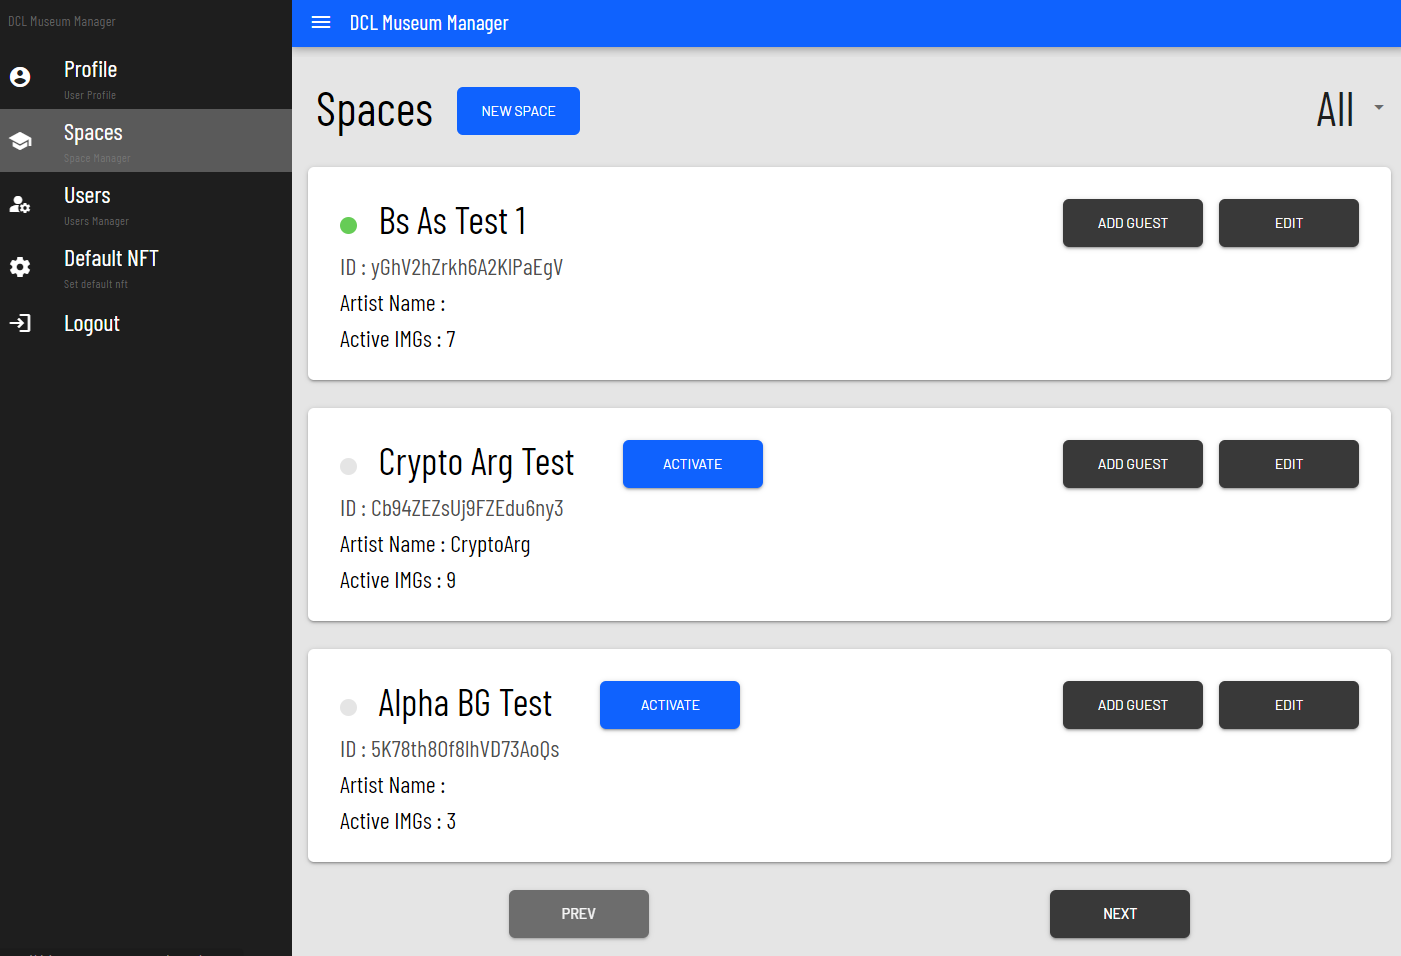 DCL Museum Manager
Profile
User Profile
Spaces
Space Manager
Users
Users Manager
Default NFT
Set default nft
Logout
DCL Museum Manager
Spaces
NEW SPACE
All
Bs As Test 1
ADD GUEST
EDIT
ID : yGhV2hZrkh6A2KlPaEgV
Artist Name :
Active IMGs : 7
Crypto Arg Test
ACTIVATE
ADD GUEST
EDIT
ID : Cb94ZEZsUj9FZEdu6ny3
Artist Name : CryptoArg
Active IMGs : 9
Alpha BG Test
ACTIVATE
ADD GUEST
EDIT
ID : 5K78th8Of8lhVD73AoQs
Artist Name :
Active IMGs : 3
PREV
NEXT